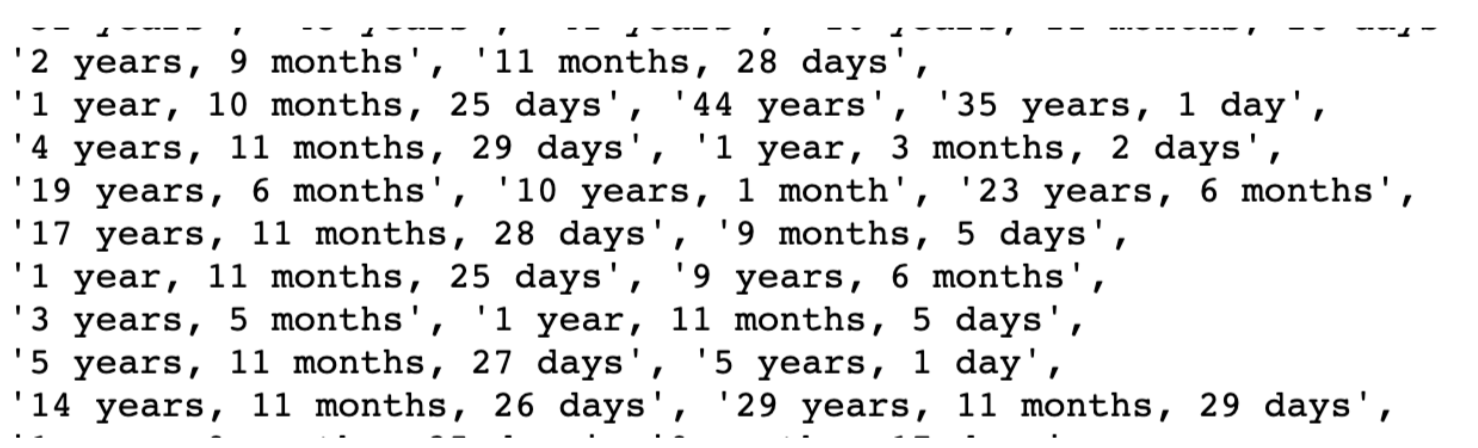 '2 years, 9 months', '11 months, 28 days',
'1 year, 10 months, 25 days', '44 years', '35 years, 1 day',
'4 years, 11 months, 29 days', '1 year, 3 months, 2 days',
'19 years, 6 months', '10 years, 1 month', '23 years, 6 months',
'17 years, 11 months, 28 days', '9 months, 5 days',
'1 year, 11 months, 25 days', '9 years, 6 months',
'3 years, 5 months', '1 year, 11 months, 5 days',
'5 years, 11 months, 27 days', '5 years, 1 day',
'14 years, 11 months, 26 days', '29 years, 11 months, 29 days',